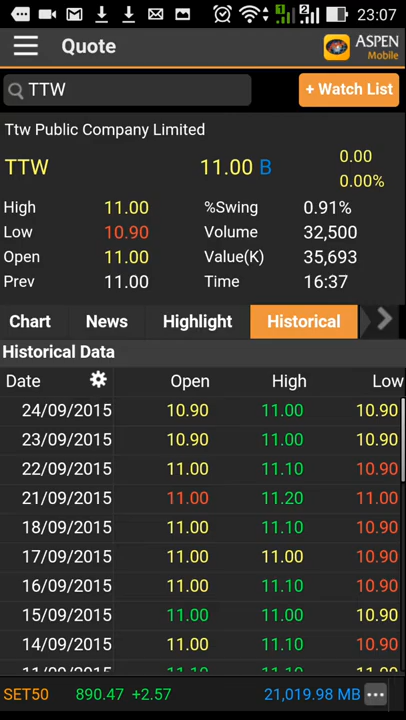 23:07
Quote
ASPEN
Mobile
TTW
+ Watch List
Ttw Public Company Limited
TTW 11.00 B 0.00
0.00%
High 11.00 %Swing 0.91%
Low 10.90 Volume 32,500
Open 11.00 Value(K) 35,693
Prev 11.00 Time 16:37
Chart News Highlight Historical
Historical Data
Date Open High Low
24/09/2015 10.90 11.00 10.90
23/09/2015 10.90 11.00 10.90
22/09/2015 11.00 11.10 10.90
21/09/2015 11.00 11.20 11.00
18/09/2015 11.00 11.10 10.90
17/09/2015 11.00 11.00 10.90
16/09/2015 11.00 11.10 10.90
15/09/2015 11.00 11.00 10.90
14/09/2015 11.00 11.10 10.90
SET50 890.47 +2.57 21,019.98 MB